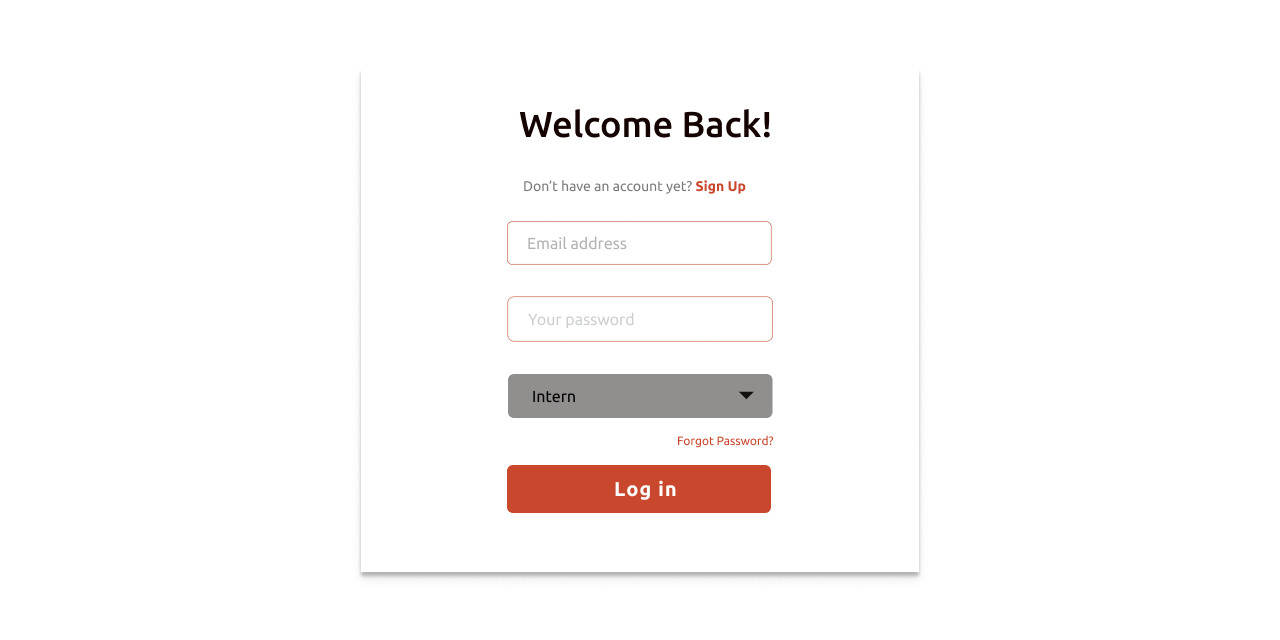 Welcome Back!
Don’t have an account yet? Sign Up
Email address
Your password
Intern
Forgot Password?
Log in